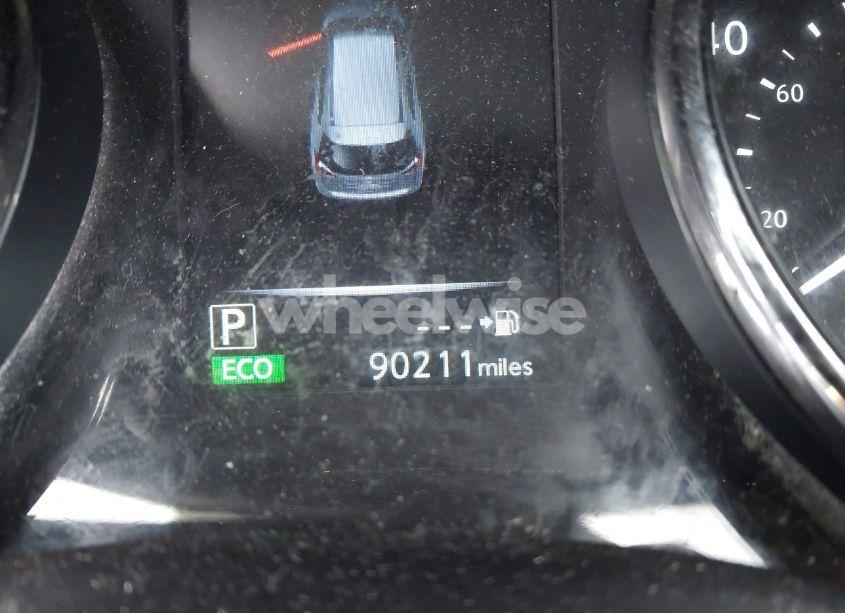 40
60
20
wheelwise
P ---
ECO 90211 miles